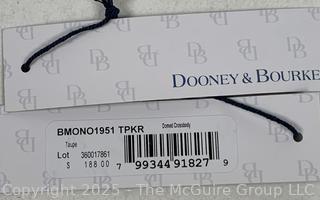 DOONEY & BOURKE
BMONO1951 TPKR Domed Crossbody
Taupe
Lot 360017861
S 188.00
7 99344 91827 9
Copyright 2025 - The McGuire Group LLC